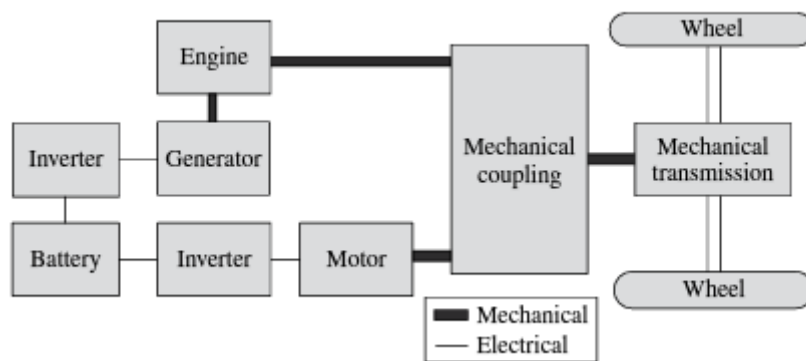 Wheel
Engine
Inverter
Generator
Mechanical
coupling
Mechanical
transmission
Battery
Inverter
Motor
Wheel
Mechanical
Electrical